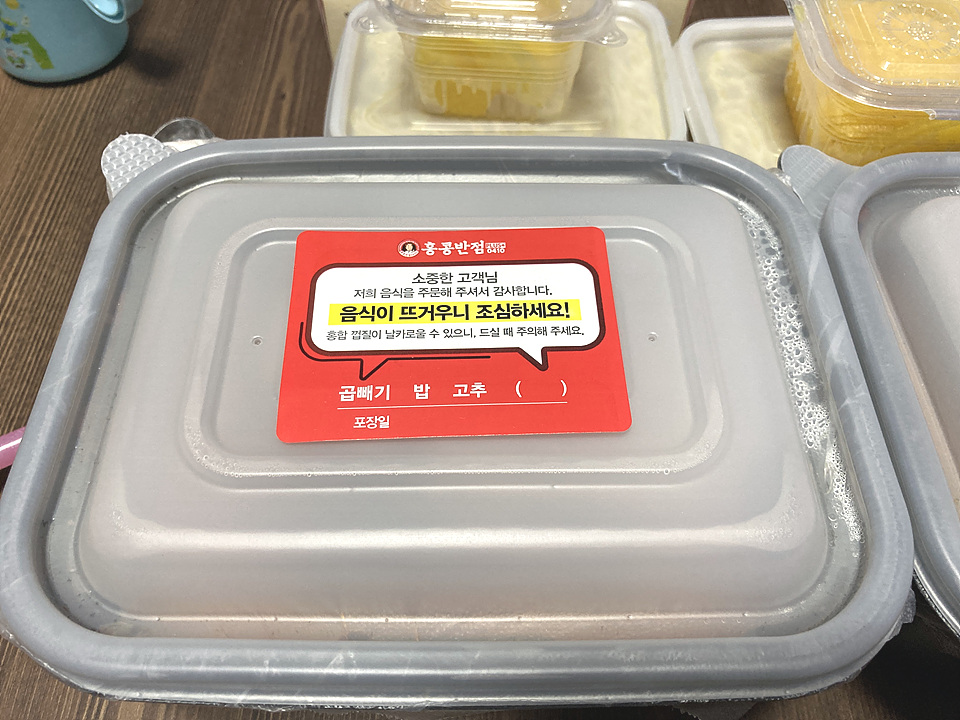 홍콩반점 PLUS 0410
소중한 고객님
저희 음식을 주문해 주셔서 감사합니다.
음식이 뜨거우니 조심하세요!
홍합 껍질이 날카로울 수 있으니, 드실 때 주의해 주세요.
곱빼기 밥 고추 ( )
포장일